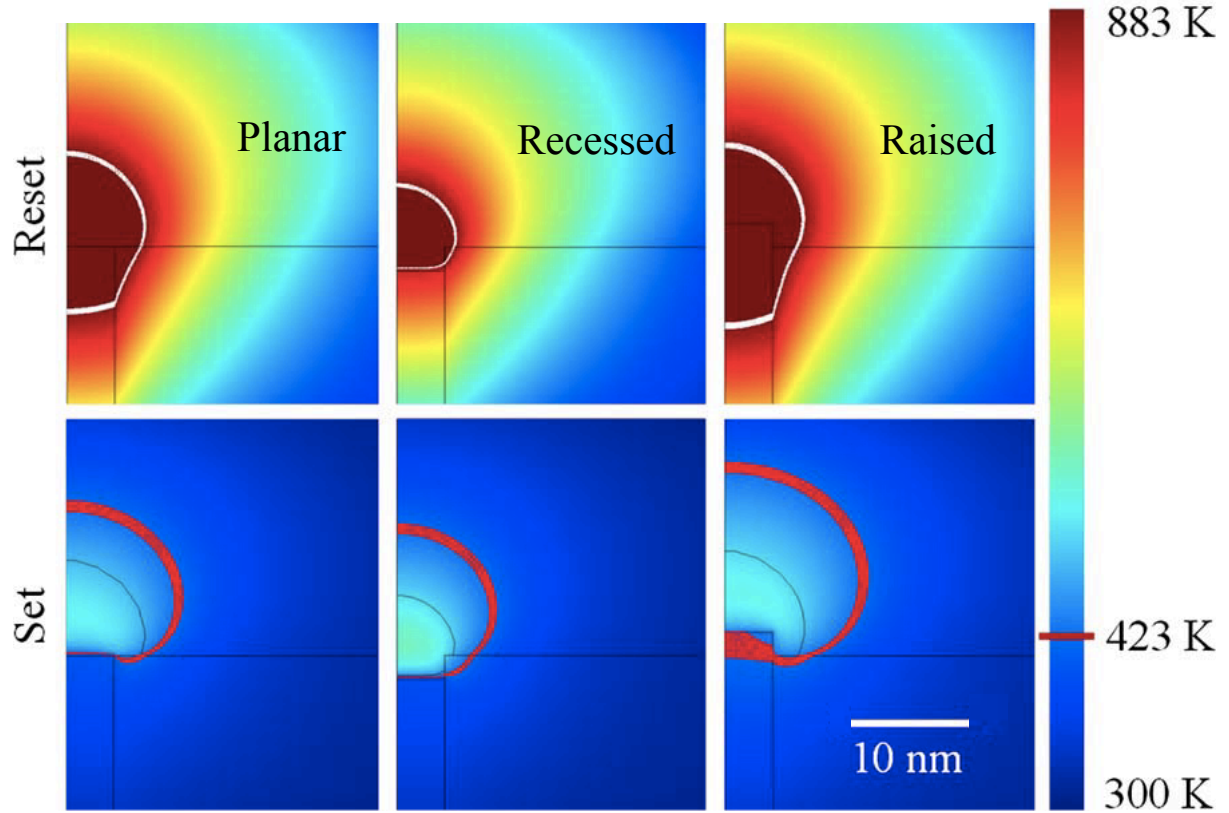 Reset
Planar
Recessed
Raised
883 K
Set
423 K
10 nm
300 K